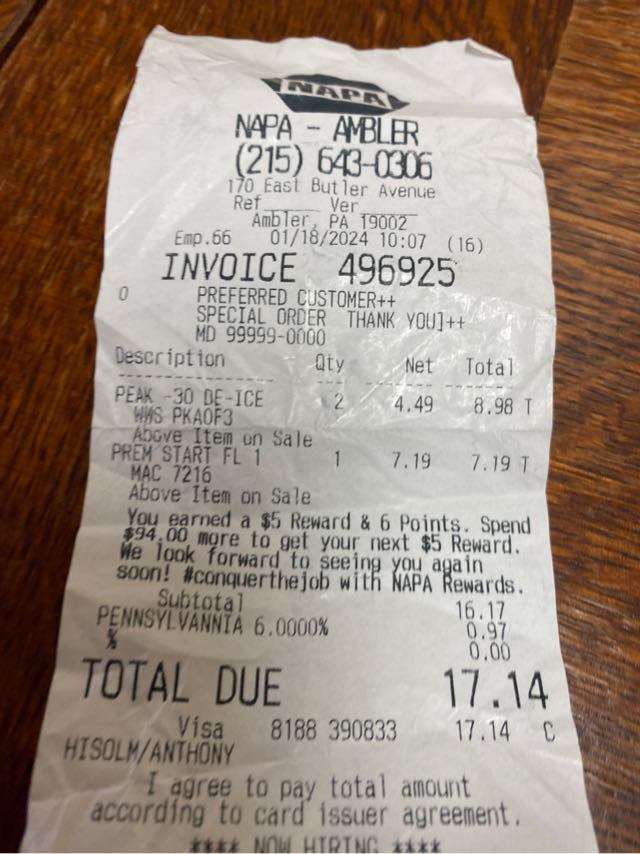 NAPA
NAPA - AMBLER
(215) 643-0306
170 East Butler Avenue
Ref______ Ver______
Ambler, PA 19002
Emp.66 01/18/2024 10:07 (16)
INVOICE 496925
0 PREFERRED CUSTOMER++
SPECIAL ORDER THANK YOU]++
MD 99999-0000
Description Qty Net Total
PEAK -30 DE-ICE 2 4.49 8.98 T
WWS PKA0F3
Above Item on Sale
PREM START FL 1 1 7.19 7.19 T
MAC 7216
Above Item on Sale
You earned a $5 Reward & 6 Points. Spend
$94.00 more to get your next $5 Reward.
We look forward to seeing you again
soon! #conquerthejob with NAPA Rewards.
Subtotal 16.17
PENNSYLVANNIA 6.0000% 0.97
% 0.00
TOTAL DUE 17.14
Visa 8188 390833 17.14 C
HISOLM/ANTHONY
I agree to pay total amount
according to card issuer agreement.
**** NOW HIRING ****